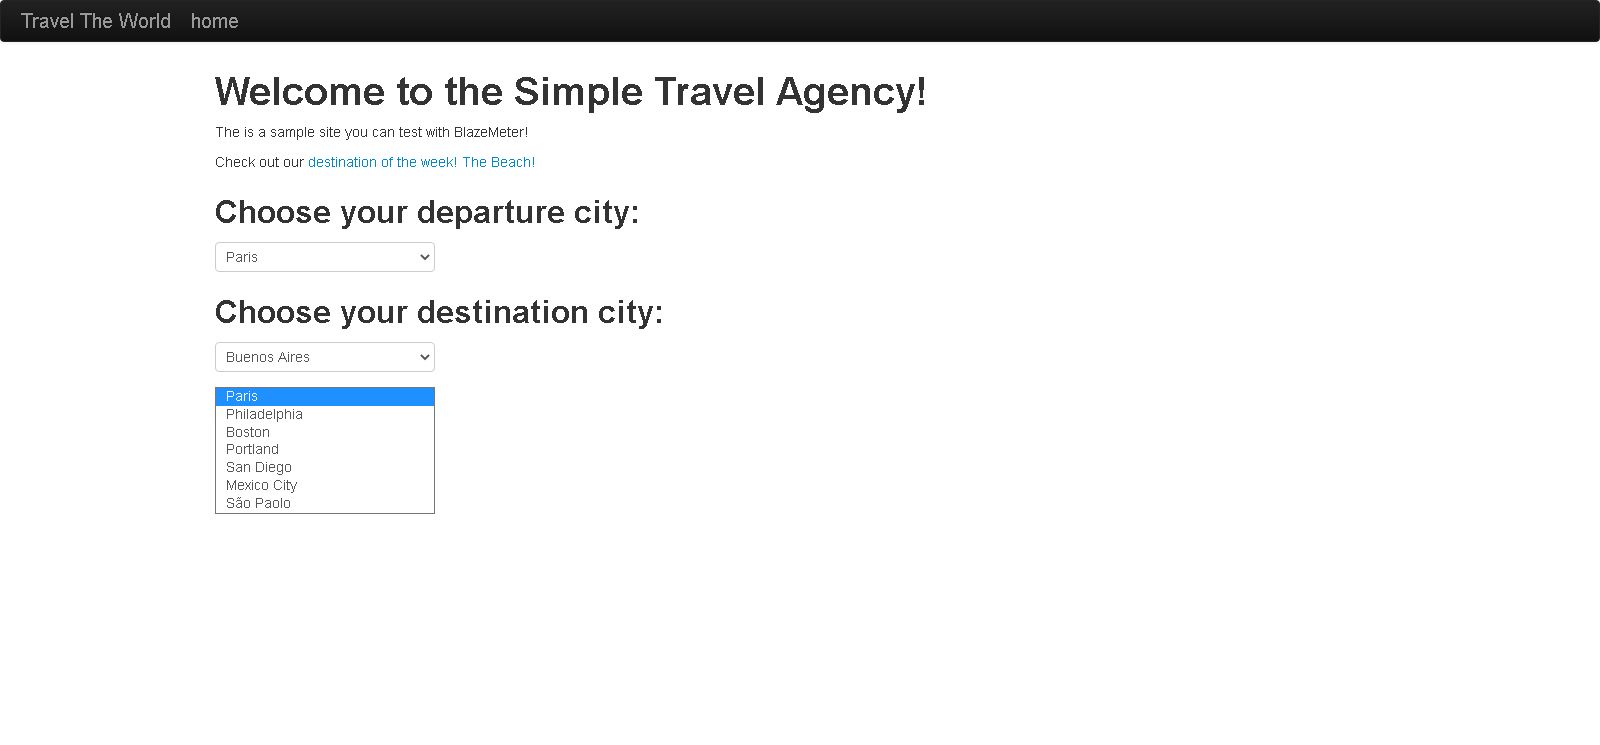 Travel The World home
Welcome to the Simple Travel Agency!
The is a sample site you can test with BlazeMeter!
Check out our destination of the week! The Beach!
Choose your departure city:
Paris
Choose your destination city:
Buenos Aires
Paris
Philadelphia
Boston
Portland
San Diego
Mexico City
São Paolo